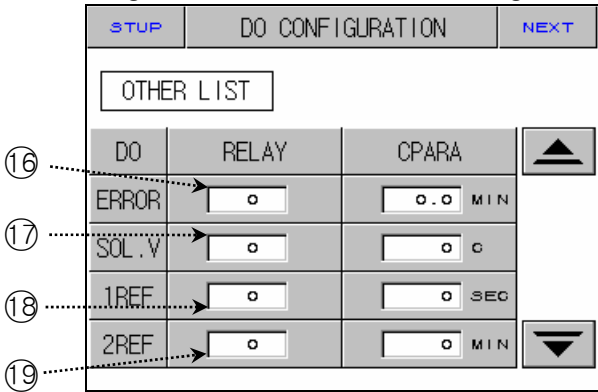 STUP DO CONFIGURATION NEXT
OTHER LIST
DO RELAY CPARA
⑯
ERROR 0 0.0 MIN
⑰
SOL.V 0 0 C
⑱
1REF 0 0 SEC
2REF 0 0 MIN
⑲